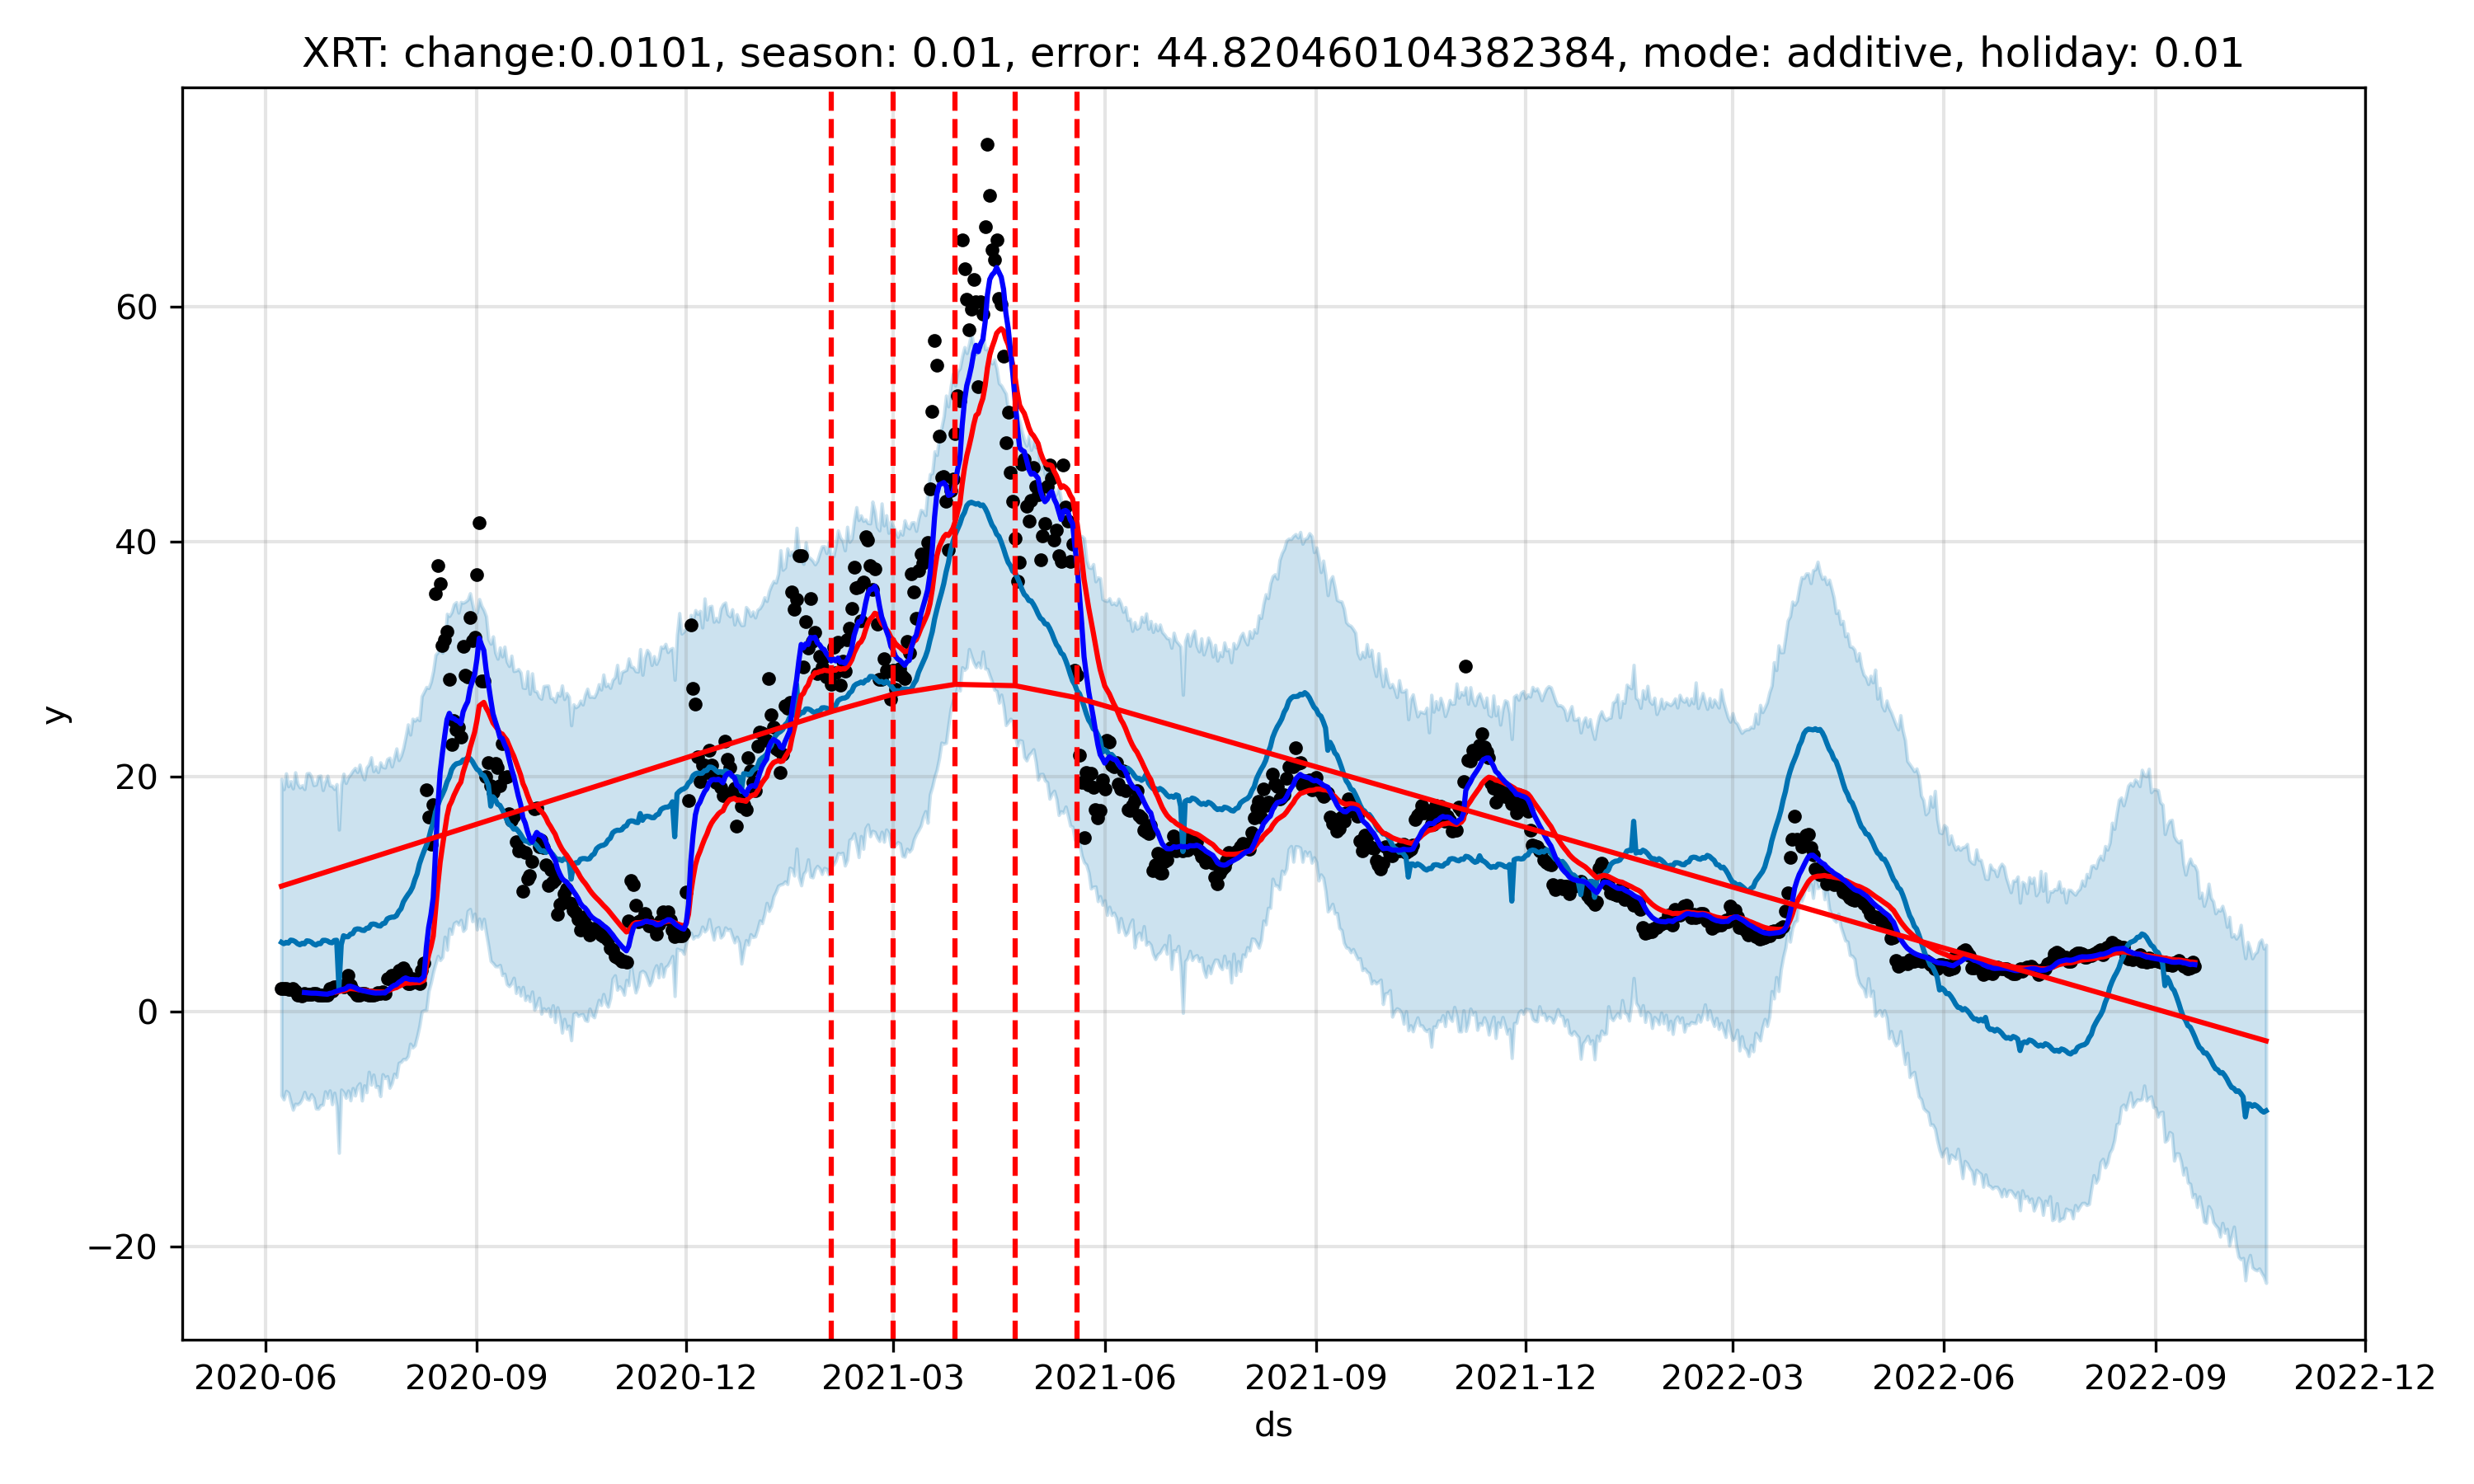 XRT: change:0.0101, season: 0.01, error: 44.820460104382384, mode: additive, holiday: 0.01
y
60
40
20
0
−20
2020-06 2020-09 2020-12 2021-03 2021-06 2021-09 2021-12 2022-03 2022-06 2022-09 2022-12
ds